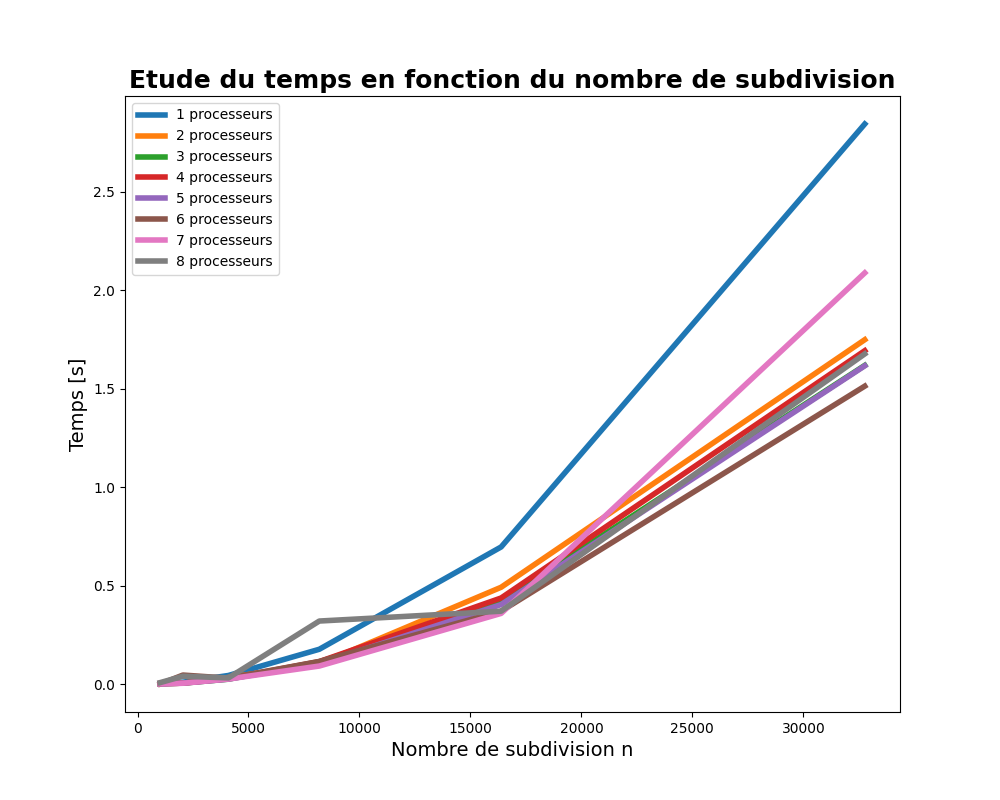 Etude du temps en fonction du nombre de subdivision
1 processeurs
2 processeurs
3 processeurs
4 processeurs
5 processeurs
6 processeurs
7 processeurs
8 processeurs
Temps [s]
2.5
2.0
1.5
1.0
0.5
0.0
0 5000 10000 15000 20000 25000 30000
Nombre de subdivision n